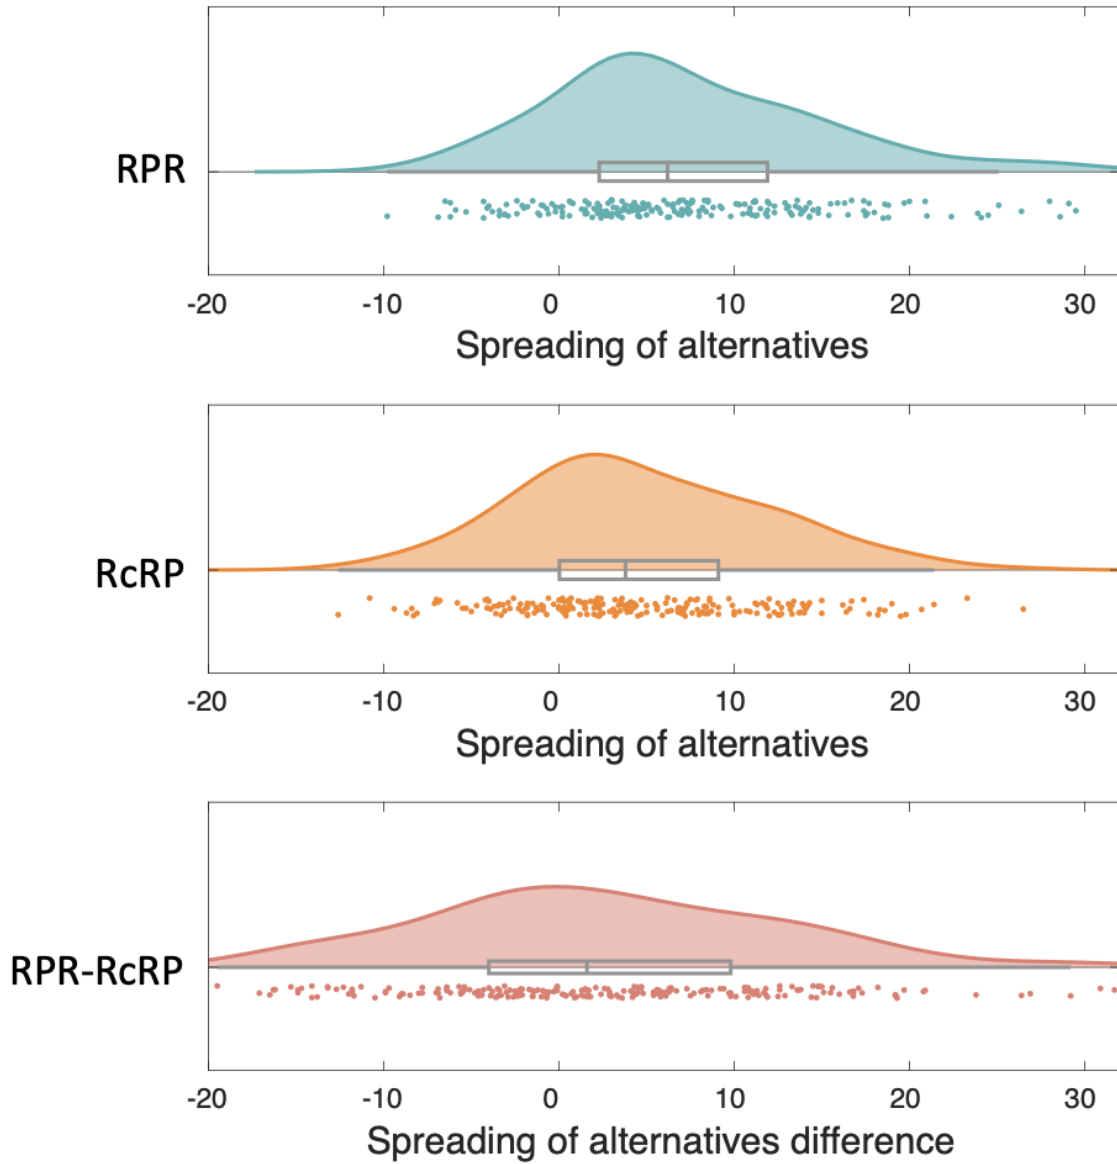 RPR
-20 -10 0 10 20 30
Spreading of alternatives
RcRP
-20 -10 0 10 20 30
Spreading of alternatives
RPR-RcRP
-20 -10 0 10 20 30
Spreading of alternatives difference